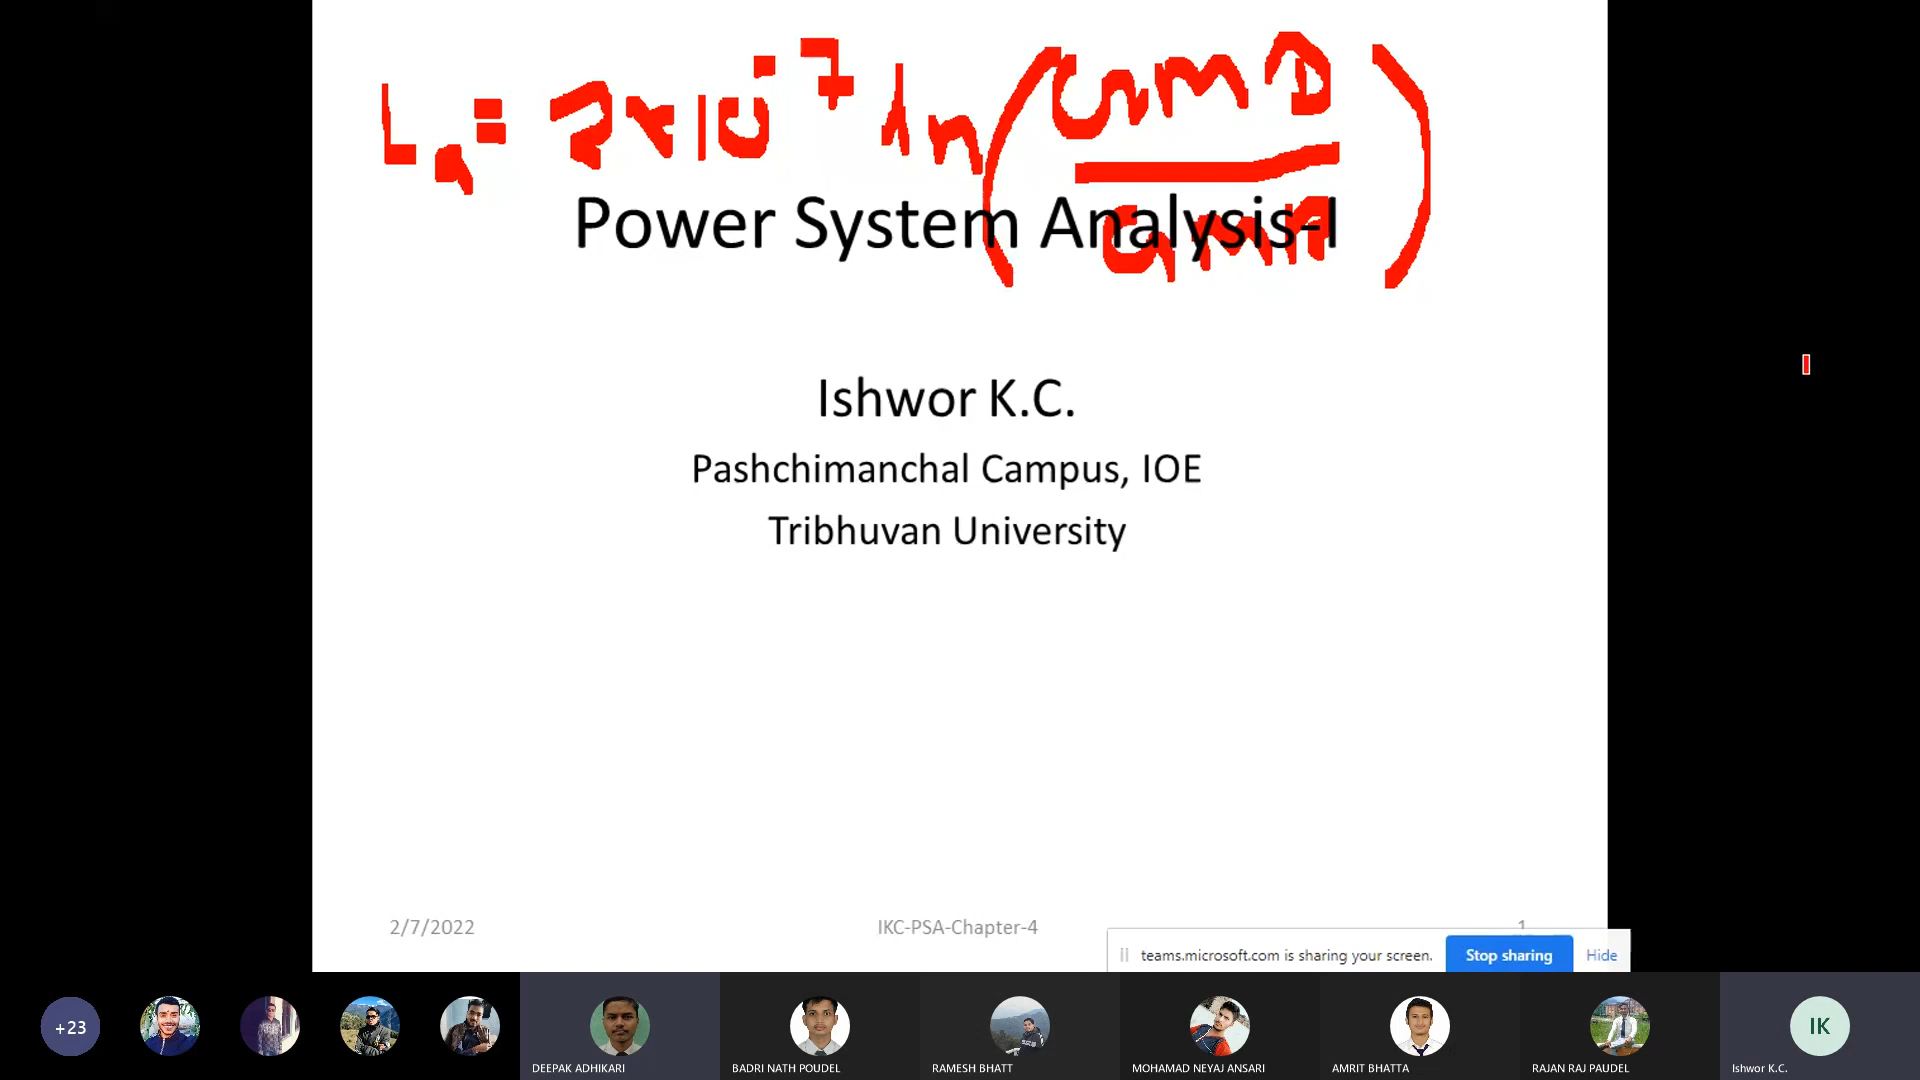 La = 2×10⁻⁷ ln(GMD/GMR)
Power System Analysis-I
Ishwor K.C.
Pashchimanchal Campus, IOE
Tribhuvan University
2/7/2022 IKC-PSA-Chapter-4 1
teams.microsoft.com is sharing your screen. Stop sharing Hide
+23 IK
DEEPAK ADHIKARI BADRI NATH POUDEL RAMESH BHATT MOHAMAD NEYAJ ANSARI AMRIT BHATTA RAJAN RAJ PAUDEL Ishwor K.C.